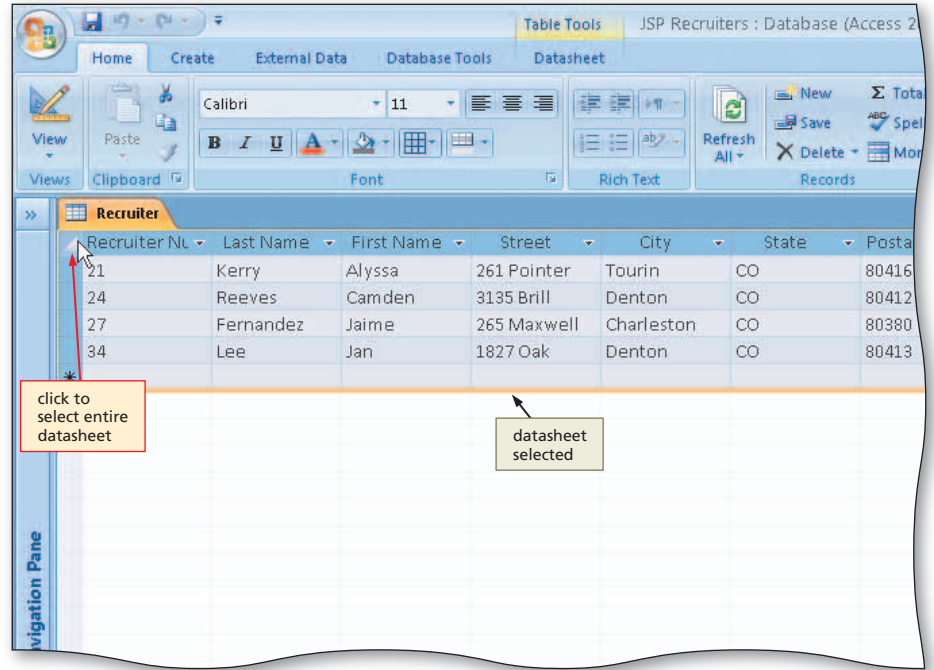 Table Tools JSP Recruiters : Database (Access 2
Home Create External Data Database Tools Datasheet
Calibri 11 New Σ Tota
View Paste B I U A Refresh All Save ABC Spel
Delete Mor
Views Clipboard Font Rich Text Records
» Recruiter
Recruiter Nu Last Name First Name Street City State Posta
21 Kerry Alyssa 261 Pointer Tourin CO 80416
24 Reeves Camden 3135 Brill Denton CO 80412
27 Fernandez Jaime 265 Maxwell Charleston CO 80380
34 Lee Jan 1827 Oak Denton CO 80413
*
click to
select entire
datasheet
datasheet
selected
vigation Pane